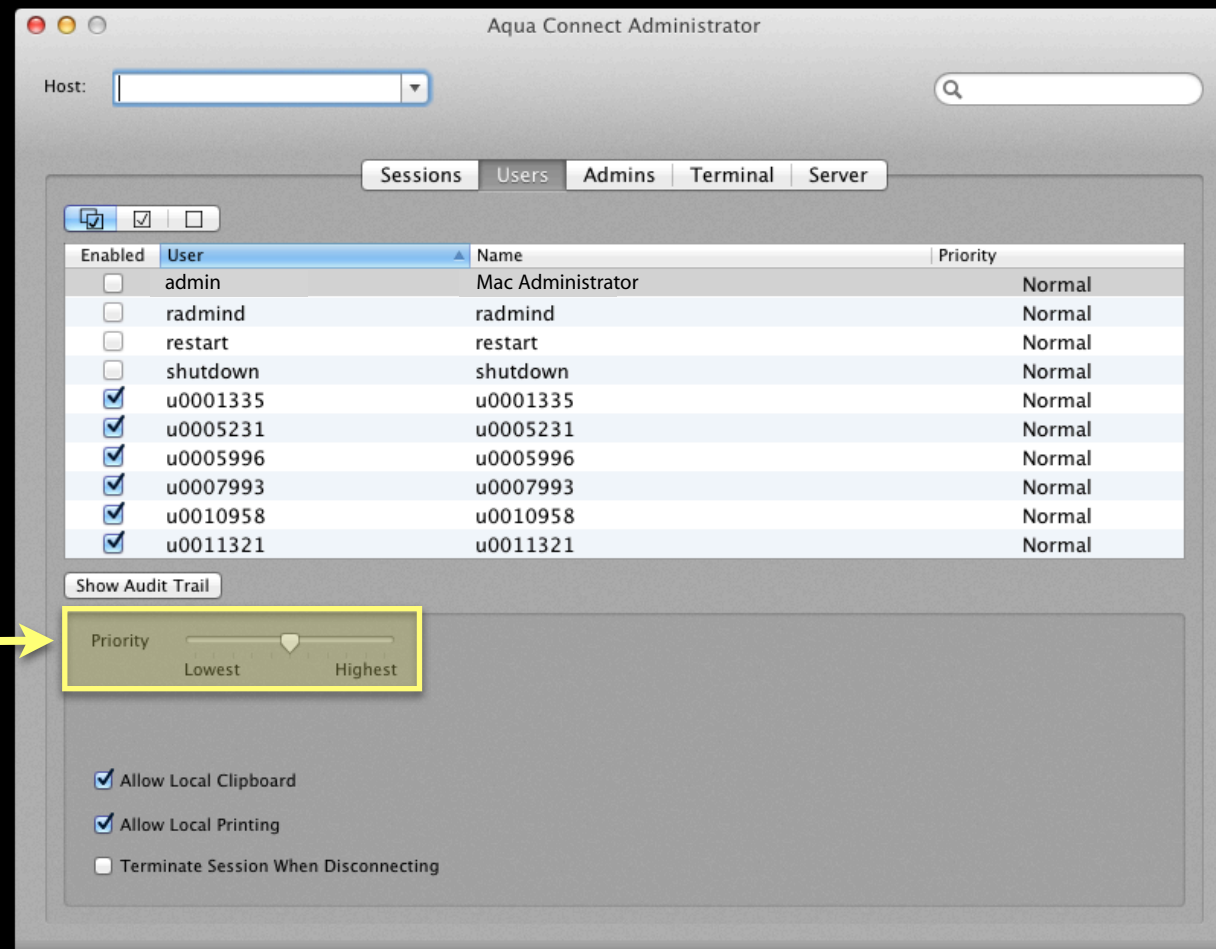 Aqua Connect Administrator
Host:
Sessions Users Admins Terminal Server
Enabled User Name Priority
admin Mac Administrator Normal
radmind radmind Normal
restart restart Normal
shutdown shutdown Normal
u0001335 u0001335 Normal
u0005231 u0005231 Normal
u0005996 u0005996 Normal
u0007993 u0007993 Normal
u0010958 u0010958 Normal
u0011321 u0011321 Normal
Show Audit Trail
Priority
Lowest Highest
Allow Local Clipboard
Allow Local Printing
Terminate Session When Disconnecting